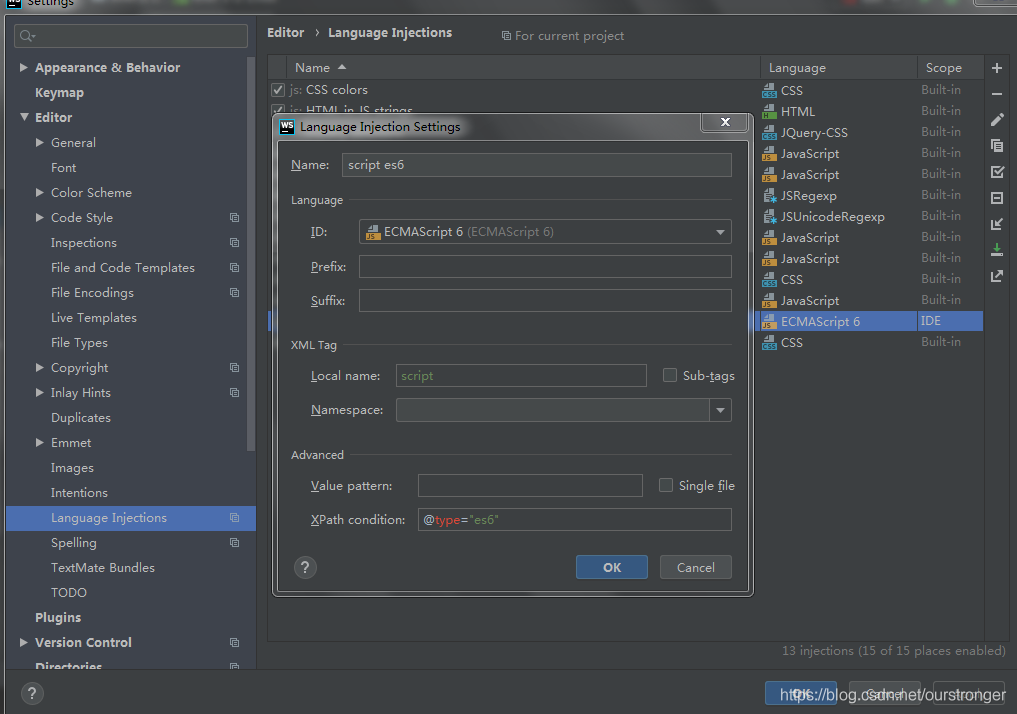 WS Settings
Editor › Language Injections For current project
Appearance & Behavior
Keymap
Editor
General
Font
Color Scheme
Code Style
Inspections
File and Code Templates
File Encodings
Live Templates
File Types
Copyright
Inlay Hints
Duplicates
Emmet
Images
Intentions
Language Injections
Spelling
TextMate Bundles
TODO
Plugins
Version Control
Directories
Name Language Scope
js: CSS colors CSS Built-in
js: HTML in JS strings HTML Built-in
JQuery-CSS Built-in
JavaScript Built-in
JavaScript Built-in
JSRegexp Built-in
JSUnicodeRegexp Built-in
JavaScript Built-in
JavaScript Built-in
CSS Built-in
JavaScript Built-in
ECMAScript 6 IDE
CSS Built-in
WS Language Injection Settings
Name: script es6
Language
ID: ECMAScript 6 (ECMAScript 6)
Prefix:
Suffix:
XML Tag
Local name: script Sub-tags
Namespace:
Advanced
Value pattern: Single file
XPath condition: @type="es6"
? OK Cancel
13 injections (15 of 15 places enabled)
? OK Cancel
https://blog.csdn.net/ourstronger